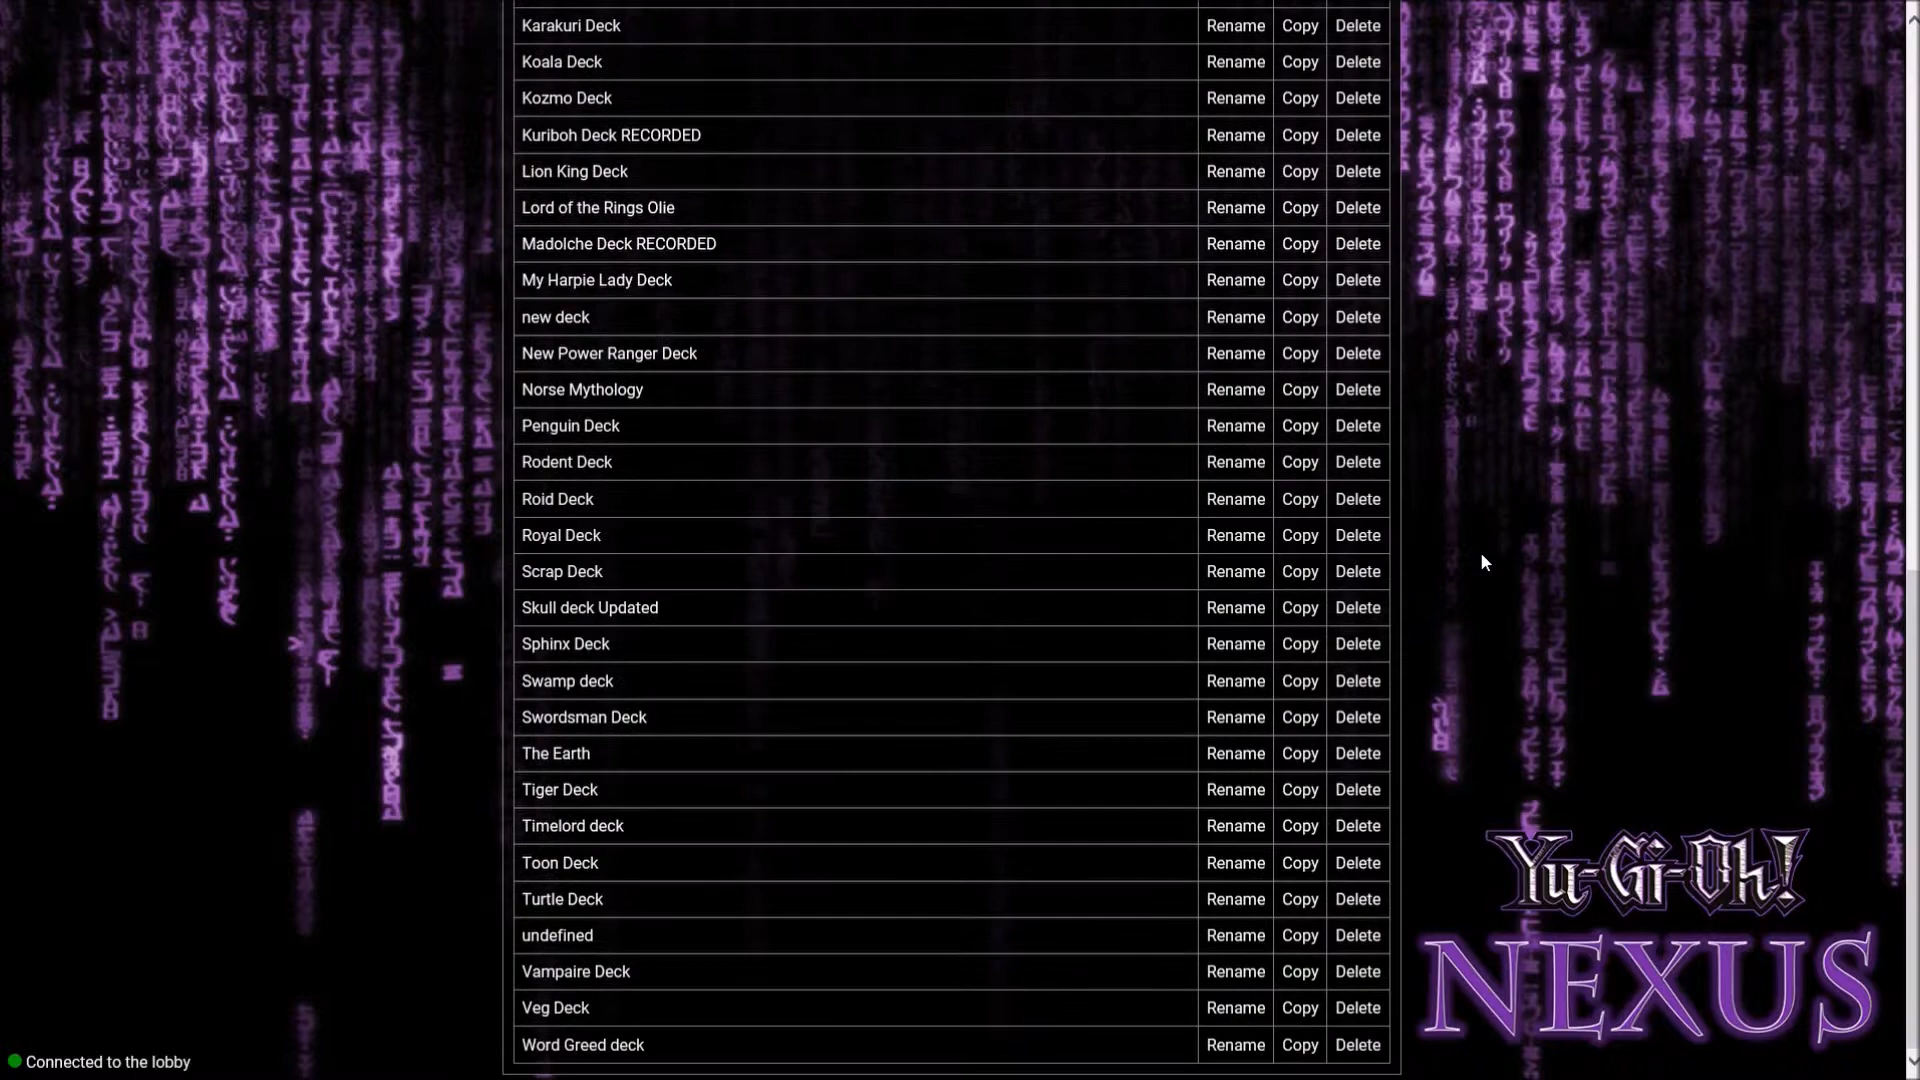 Karakuri Deck Rename Copy Delete
Koala Deck Rename Copy Delete
Kozmo Deck Rename Copy Delete
Kuriboh Deck RECORDED Rename Copy Delete
Lion King Deck Rename Copy Delete
Lord of the Rings Olie Rename Copy Delete
Madolche Deck RECORDED Rename Copy Delete
My Harpie Lady Deck Rename Copy Delete
new deck Rename Copy Delete
New Power Ranger Deck Rename Copy Delete
Norse Mythology Rename Copy Delete
Penguin Deck Rename Copy Delete
Rodent Deck Rename Copy Delete
Roid Deck Rename Copy Delete
Royal Deck Rename Copy Delete
Scrap Deck Rename Copy Delete
Skull deck Updated Rename Copy Delete
Sphinx Deck Rename Copy Delete
Swamp deck Rename Copy Delete
Swordsman Deck Rename Copy Delete
The Earth Rename Copy Delete
Tiger Deck Rename Copy Delete
Timelord deck Rename Copy Delete
Toon Deck Rename Copy Delete
Turtle Deck Rename Copy Delete
undefined Rename Copy Delete
Vampaire Deck Rename Copy Delete
Veg Deck Rename Copy Delete
Word Greed deck Rename Copy Delete
Connected to the lobby
Yu-Gi-Oh!
NEXUS